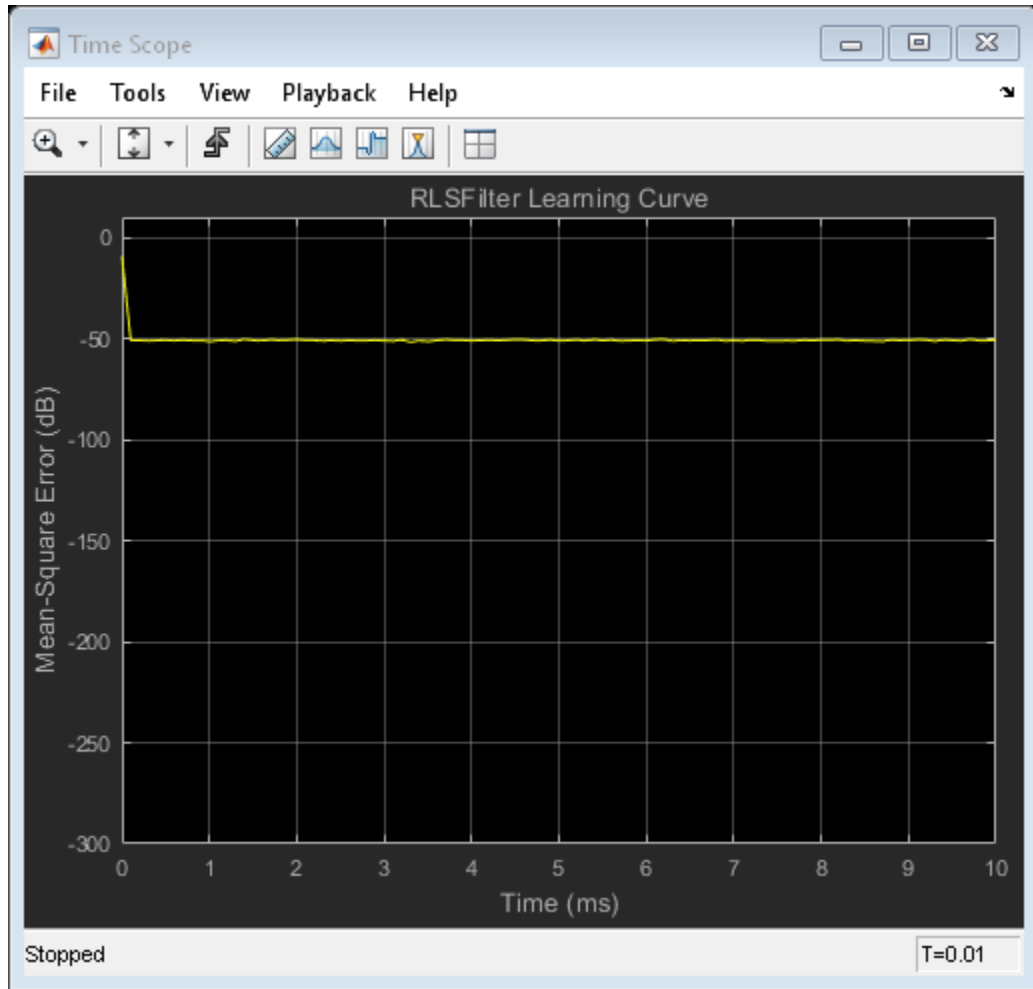 Time Scope
File Tools View Playback Help
RLSFilter Learning Curve
Mean-Square Error (dB)
0
-50
-100
-150
-200
-250
-300
0 1 2 3 4 5 6 7 8 9 10
Time (ms)
Stopped T=0.01